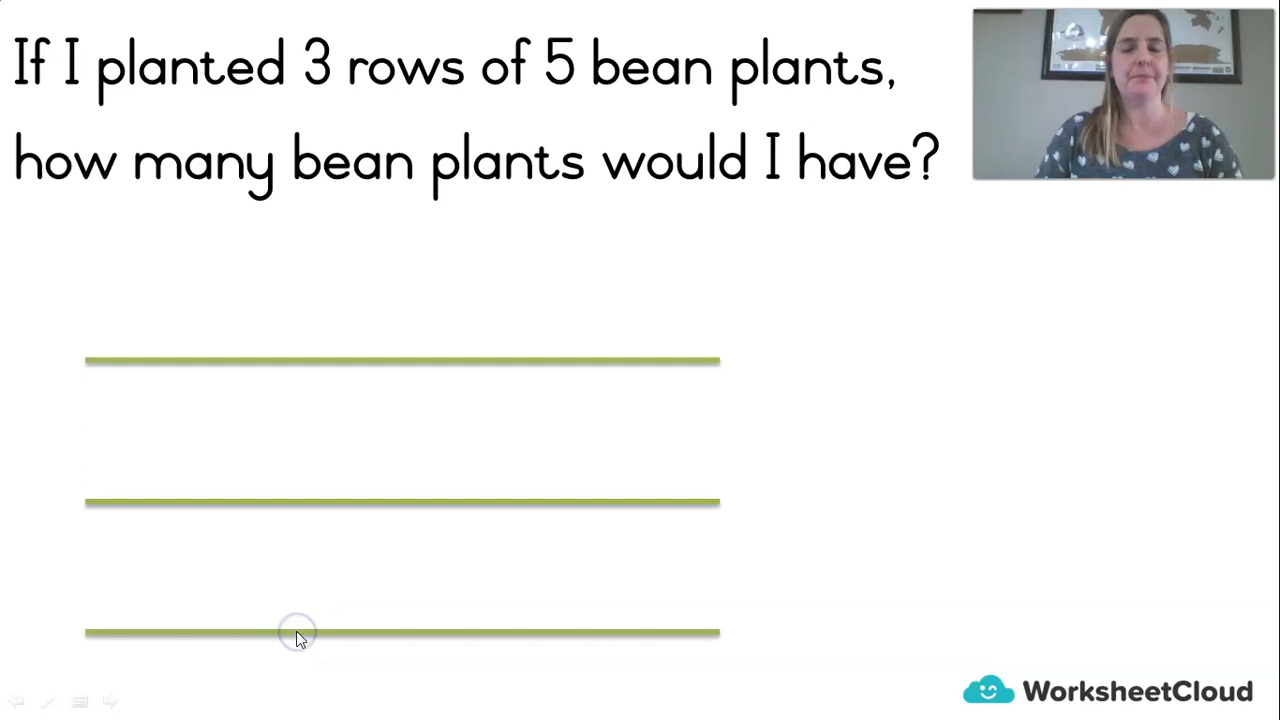 If I planted 3 rows of 5 bean plants,
how many bean plants would I have?
WorksheetCloud